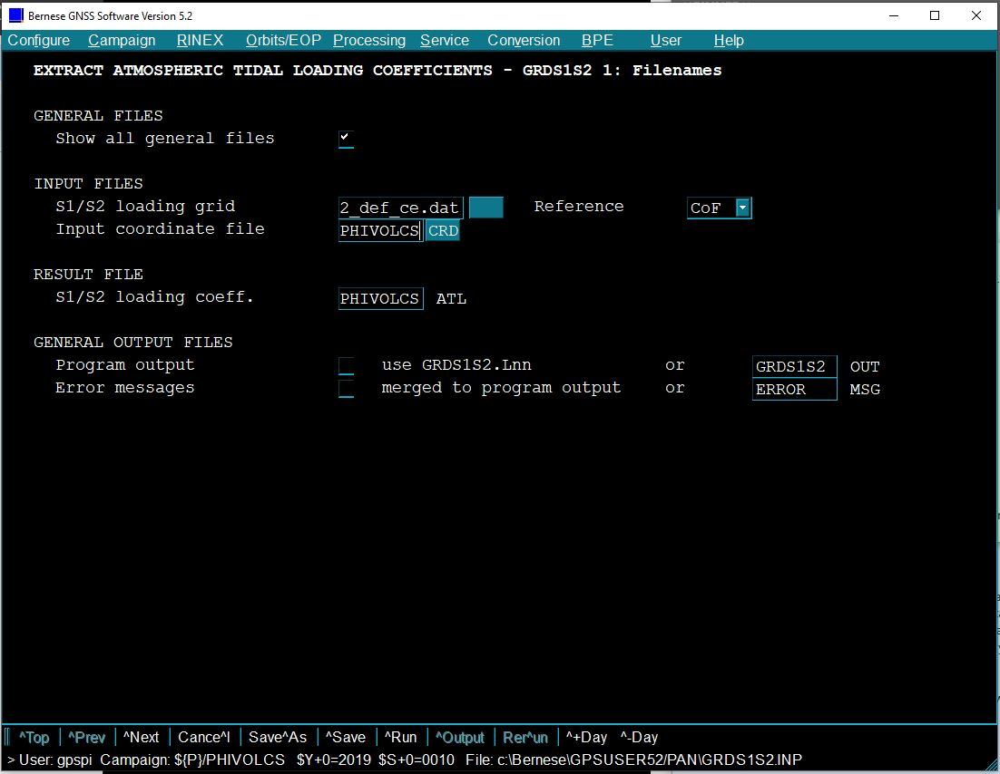 Bernese GNSS Software Version 5.2
Configure Campaign RINEX Orbits/EOP Processing Service Conversion BPE User Help
EXTRACT ATMOSPHERIC TIDAL LOADING COEFFICIENTS - GRDS1S2 1: Filenames
GENERAL FILES
Show all general files
INPUT FILES
S1/S2 loading grid 2_def_ce.dat Reference CoF
Input coordinate file PHIVOLCS CRD
RESULT FILE
S1/S2 loading coeff. PHIVOLCS ATL
GENERAL OUTPUT FILES
Program output use GRDS1S2.Lnn or GRDS1S2 OUT
Error messages merged to program output or ERROR MSG
^Top ^Prev ^Next Cance^l Save^As ^Save ^Run ^Output Rer^un ^+Day ^-Day
> User: gpspi Campaign: ${P}/PHIVOLCS $Y+0=2019 $S+0=0010 File: c:\Bernese\GPSUSER52/PAN\GRDS1S2.INP